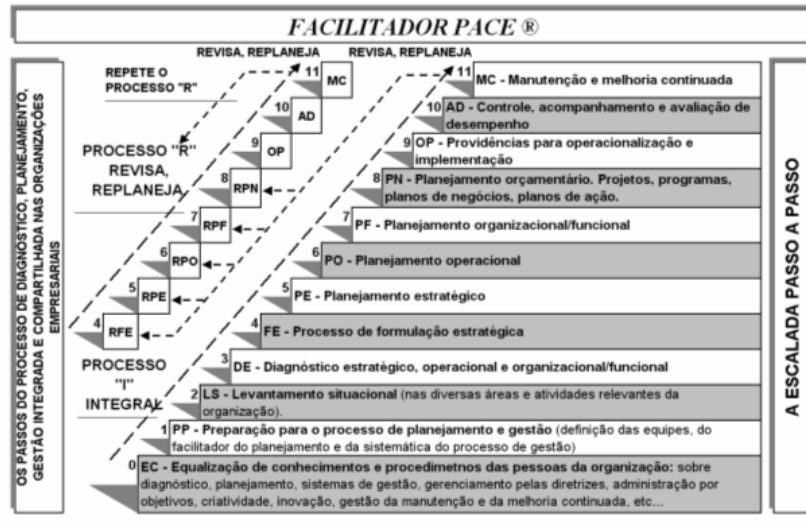 FACILITADOR PACE ®
OS PASSOS DO PROCESSO DE DIAGNÓSTICO, PLANEJAMENTO,
GESTÃO INTEGRADA E COMPARTILHADA NAS ORGANIZAÇÕES
EMPRESARIAIS
REVISA, REPLANEJA
REVISA, REPLANEJA
REPETE O
PROCESSO "R"
11 MC
10 AD
9 OP
PROCESSO "R"
REVISA,
REPLANEJA
8 RPN
7 RPF
6 RPO
5 RPE
4 RFE
PROCESSO
"I"
INTEGRAL
11 MC - Manutenção e melhoria continuada
10 AD - Controle, acompanhamento e avaliação de
desempenho
9 OP - Providências para operacionalização e
implementação
8 PN - Planejamento orçamentário. Projetos, programas,
planos de negócios, planos de ação.
7 PF - Planejamento organizacional/funcional
6 PO - Planejamento operacional
5 PE - Planejamento estratégico
4 FE - Processo de formulação estratégica
3 DE - Diagnóstico estratégico, operacional e organizacional/funcional
2 LS - Levantamento situacional (nas diversas áreas e atividades relevantes da
organização).
1 PP - Preparação para o processo de planejamento e gestão (definição das equipes, do
facilitador do planejamento e da sistemática do processo de gestão)
0 EC - Equalização de conhecimentos e procedimetnos das pessoas da organização: sobre
diagnóstico, planejamento, sistemas de gestão, gerenciamento pelas diretrizes, administração por
objetivos, criatividade, inovação, gestão da manutenção e da melhoria continuada, etc...
A ESCALADA PASSO A PASSO